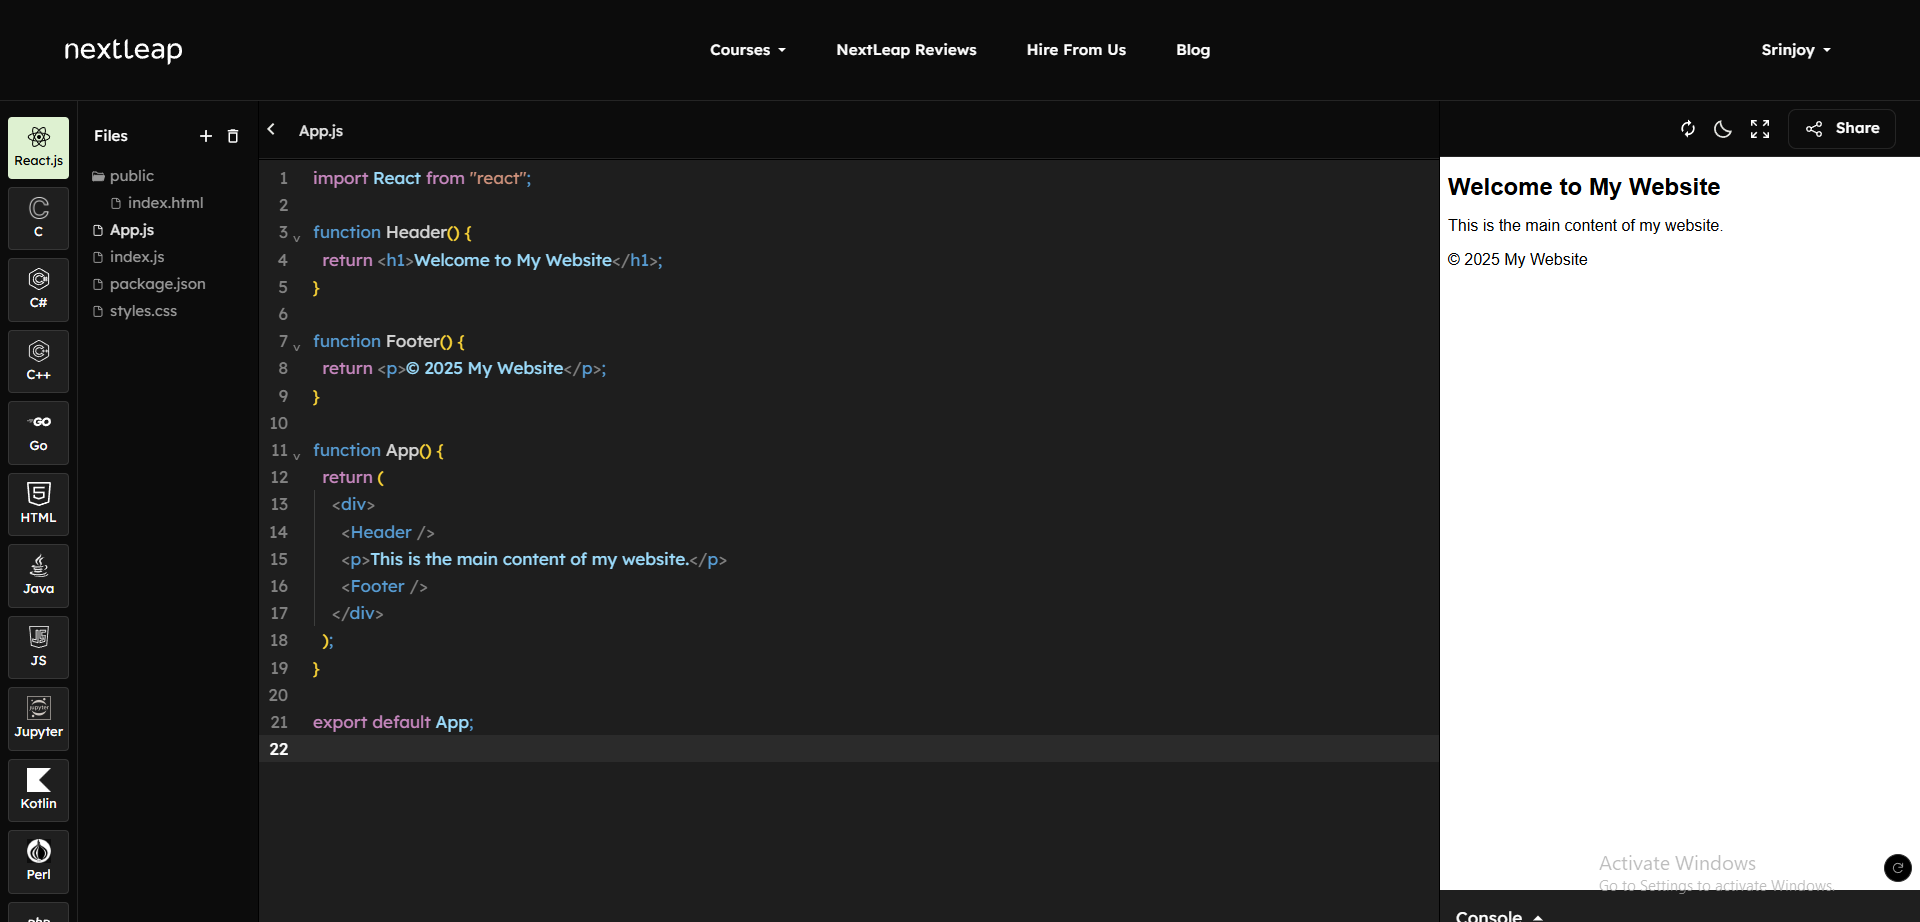 nextleap
Courses
NextLeap Reviews
Hire From Us
Blog
Srinjoy
React.js
C
C#
C++
GO
Go
HTML
Java
JS
Jupyter
Kotlin
Perl
Files
public
index.html
App.js
index.js
package.json
styles.css
App.js
1 import React from "react";
2
3 function Header() {
4 return <h1>Welcome to My Website</h1>;
5 }
6
7 function Footer() {
8 return <p>© 2025 My Website</p>;
9 }
10
11 function App() {
12 return (
13 <div>
14 <Header />
15 <p>This is the main content of my website.</p>
16 <Footer />
17 </div>
18 );
19 }
20
21 export default App;
22
Share
Welcome to My Website
This is the main content of my website.
© 2025 My Website
Activate Windows
Go to Settings to activate Windows.
Console